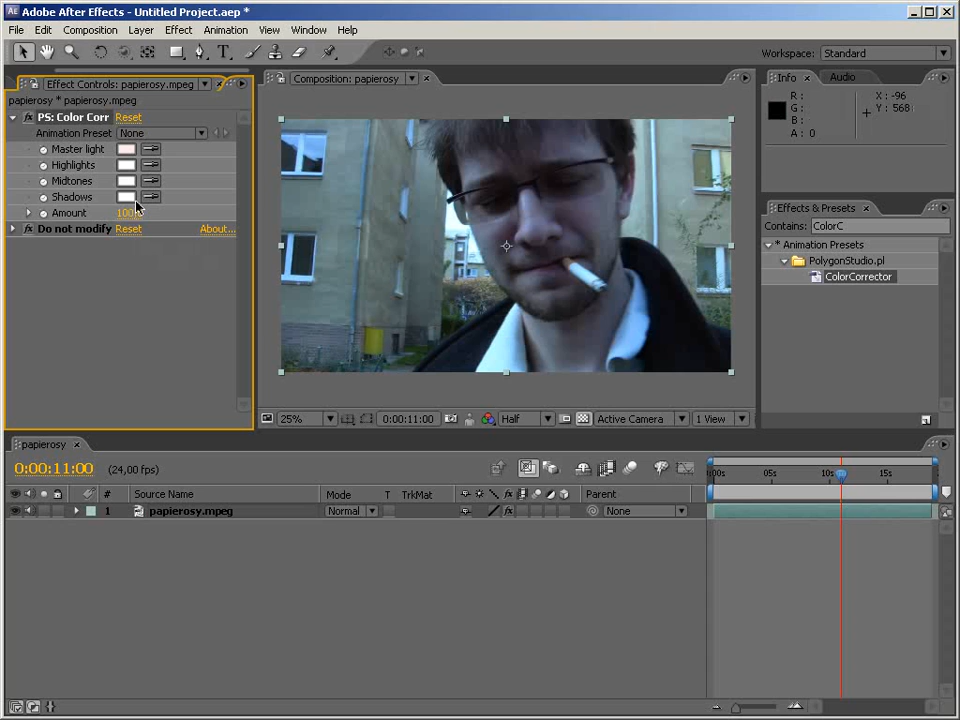 Adobe After Effects - Untitled Project.aep *
File Edit Composition Layer Effect Animation View Window Help
Workspace: Standard
Effect Controls: papierosy.mpeg
papierosy * papierosy.mpeg
PS: Color Corr Reset
Animation Preset None
Master light
Highlights
Midtones
Shadows
Amount
Do not modify Reset About...
Composition: papierosy
25% 0:00:11:00 Half Active Camera 1 View
Info Audio
R: X: -96
G: Y: 568
B:
A: 0
Effects & Presets
Contains: ColorC
* Animation Presets
PolygonStudio.pl
ColorCorrector
papierosy
0:00:11:00 (24,00 fps)
# Source Name Mode T TrkMat Parent
1 papierosy.mpeg Normal None
05s 15s